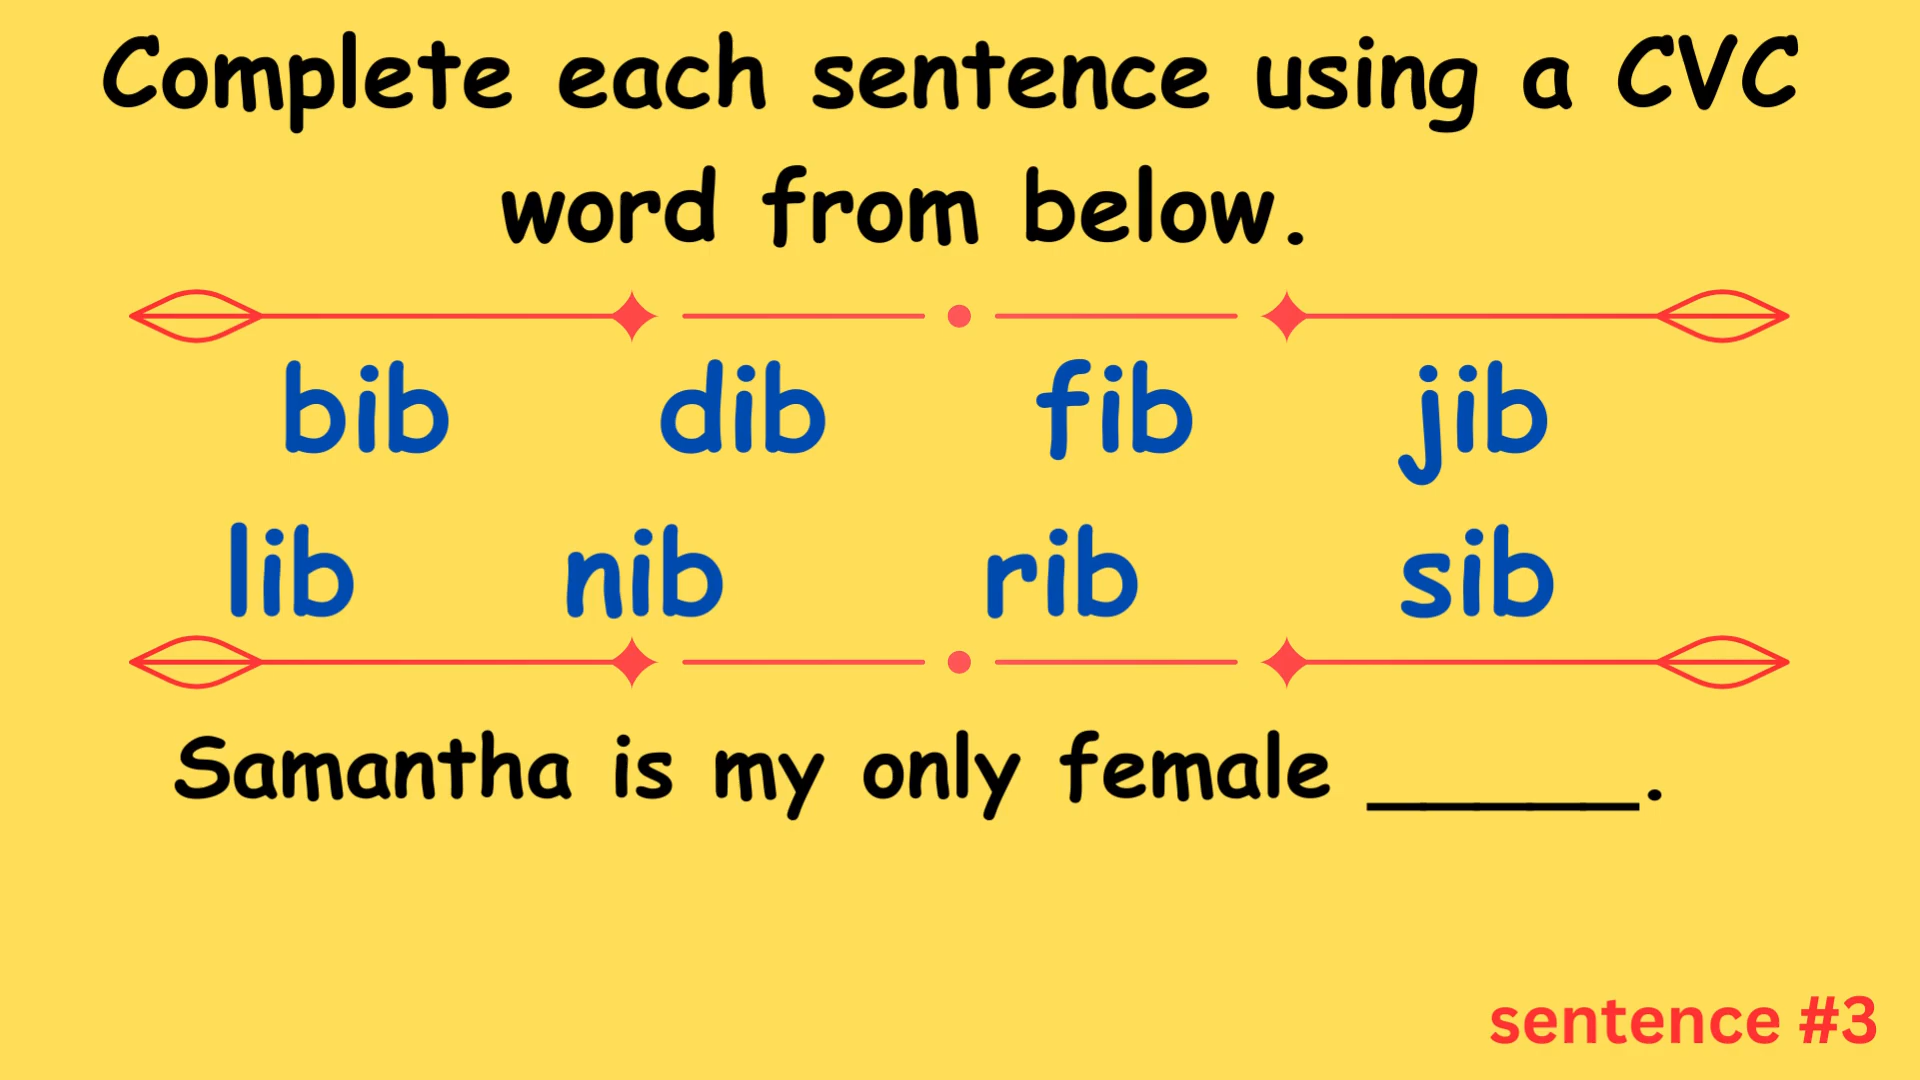 Complete each sentence using a CVC
word from below.
bib dib fib jib
lib nib rib sib
Samantha is my only female _____.
sentence #3